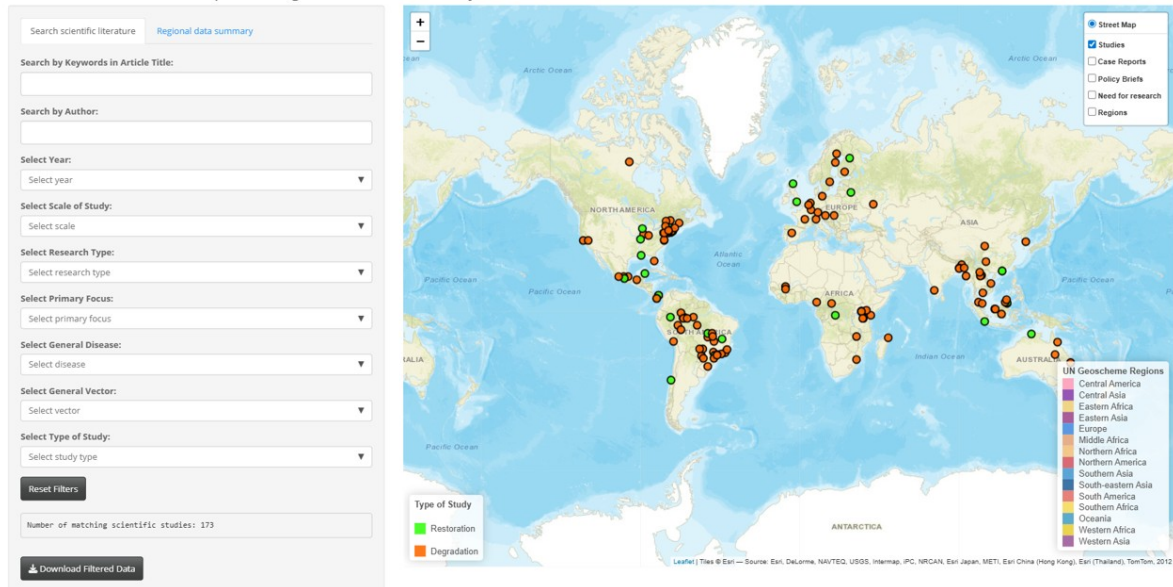 Search scientific literature
Regional data summary
Search by Keywords in Article Title:
Search by Author:
Select Year:
Select year
Select Scale of Study:
Select scale
Select Research Type:
Select research type
Select Primary Focus:
Select primary focus
Select General Disease:
Select disease
Select General Vector:
Select vector
Select Type of Study:
Select study type
Reset Filters
Number of matching scientific studies: 173
Download Filtered Data
+
−
Street Map
Studies
Case Reports
Policy Briefs
Need for research
Regions
Arctic Ocean
Arctic Ocean
NORTH AMERICA
EUROPE
ASIA
Atlantic
Ocean
Pacific Ocean
Pacific Ocean
Pacific Ocean
AFRICA
SOUTH AMERICA
Indian Ocean
ALIA
AUSTRALIA
Pacific Ocean
ANTARCTICA
Type of Study
Restoration
Degradation
UN Geoscheme Regions
Central America
Central Asia
Eastern Africa
Eastern Asia
Europe
Middle Africa
Northern Africa
Northern America
Southern Asia
South-eastern Asia
South America
Southern Africa
Oceania
Western Africa
Western Asia
Leaflet | Tiles © Esri — Source: Esri, DeLorme, NAVTEQ, USGS, Intermap, iPC, NRCAN, Esri Japan, METI, Esri China (Hong Kong), Esri (Thailand), TomTom, 2012